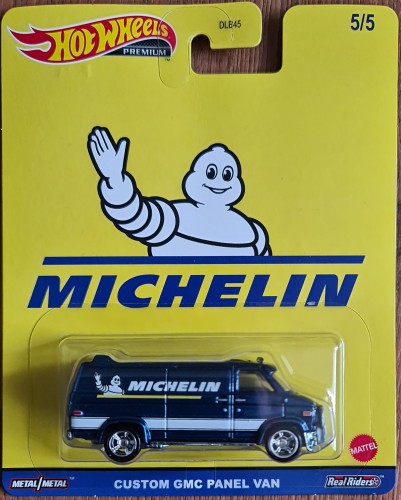 HOT WHEELS
PREMIUM
DLB45
5/5
MICHELIN
MICHELIN
MATTEL
METAL/METAL
CUSTOM GMC PANEL VAN
Real Riders